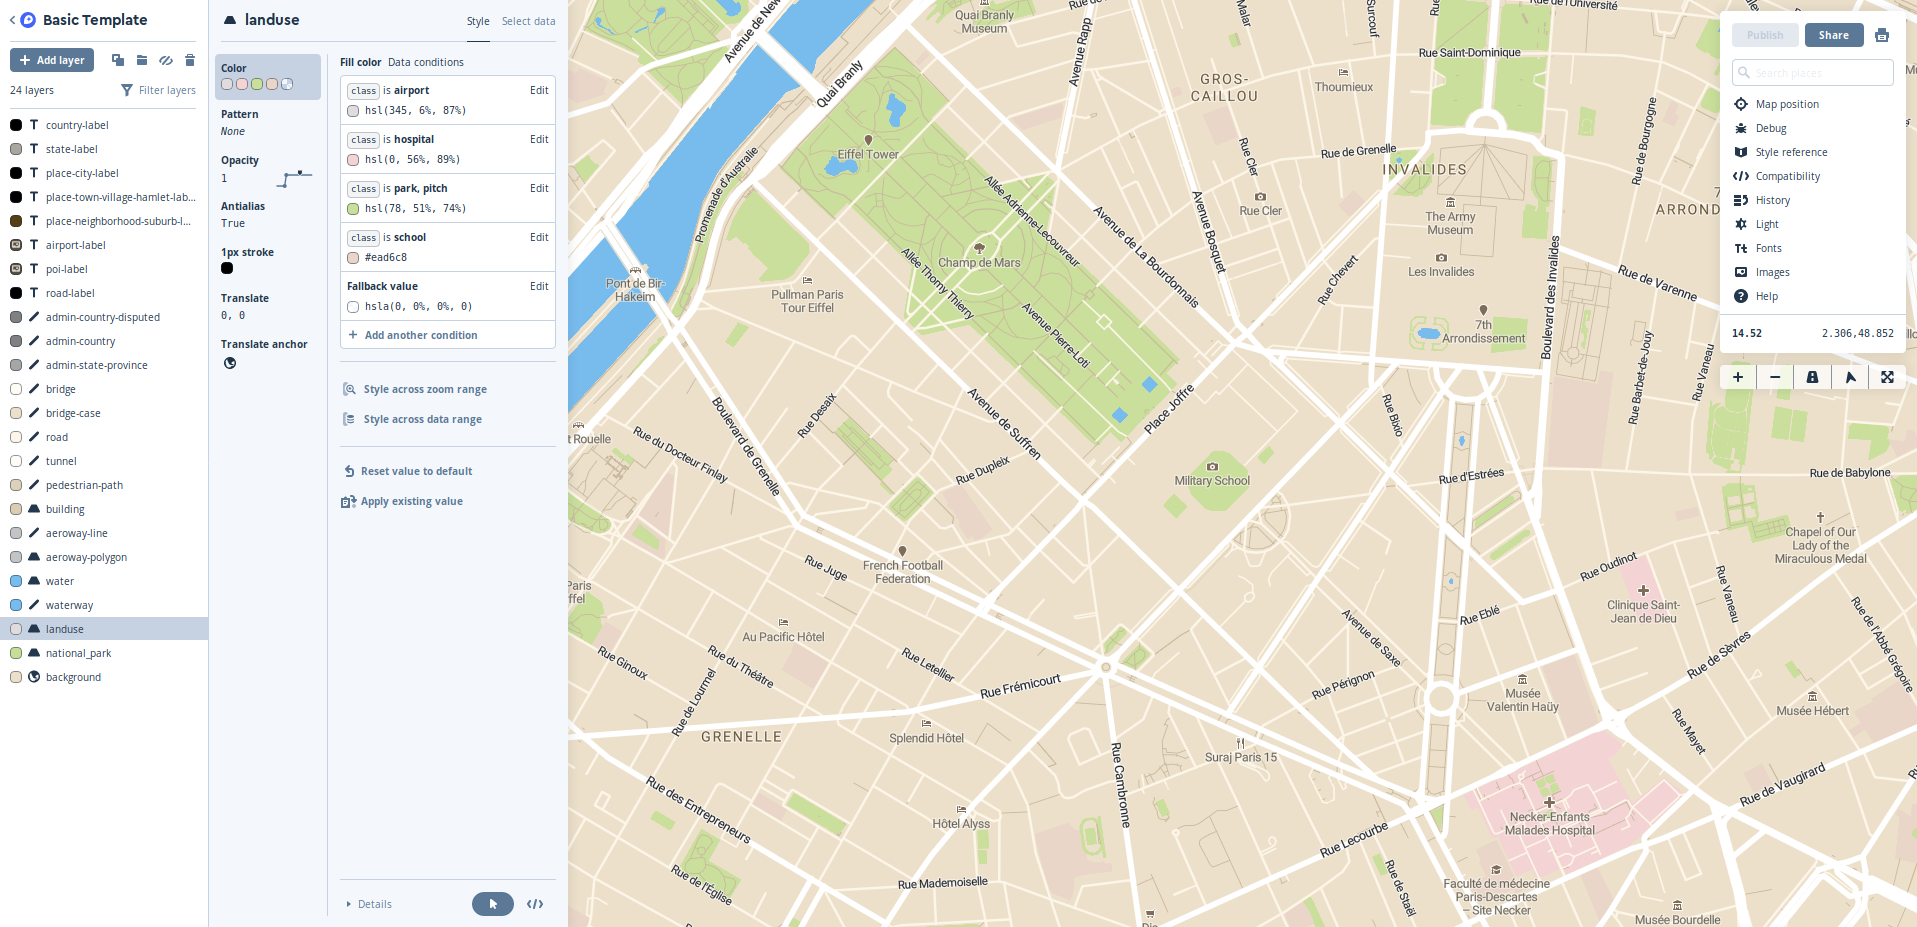 Basic Template
Add layer
24 layers
Filter layers
country-label
state-label
place-city-label
place-town-village-hamlet-lab...
place-neighborhood-suburb-l...
airport-label
poi-label
road-label
admin-country-disputed
admin-country
admin-state-province
bridge
bridge-case
road
tunnel
pedestrian-path
building
aeroway-line
aeroway-polygon
water
waterway
landuse
national_park
background
landuse
Style
Select data
Color
Pattern
None
Opacity
1
Antialias
True
1px stroke
Translate
0, 0
Translate anchor
Fill color Data conditions
class is airport Edit
hsl(345, 6%, 87%)
class is hospital Edit
hsl(0, 56%, 89%)
class is park, pitch Edit
hsl(78, 51%, 74%)
class is school Edit
#ead6c8
Fallback value Edit
hsla(0, 0%, 0%, 0)
Add another condition
Style across zoom range
Style across data range
Reset value to default
Apply existing value
Details
</>
Avenue de New
Quai Branly
Quai Branly
Museum
Avenue Rapp
Malar
Surcouf
Rue de l'Université
Rue Saint-Dominique
GROS-
CAILLOU
Thoumieux
Eiffel Tower
Rue Cler
Rue de Grenelle
INVALIDES
Rue de Bourgogne
Promenade d'Australie
Allée Adrienne-Lecouvreur
Avenue de La Bourdonnais
Avenue Bosquet
Rue Cler
The Army
Museum
ARROND
Champ de Mars
Allée Thomy Thierry
Les Invalides
Rue Chevert
Boulevard des Invalides
Rue de Varenne
Pont de Bir-
Hakeim
Pullman Paris
Tour Eiffel
Avenue Pierre-Loti
7th
Arrondissement
Rue Barbet-de-Jouy
Rue Vaneau
Boulevard de Grenelle
Rue Desaix
Avenue de Suffren
Place Joffre
Rue Bixio
t Rouelle
Rue du Docteur Finlay
Rue Dupleix
Military School
Rue d'Estrées
Rue de Babylone
Chapel of Our
Lady of the
Miraculous Medal
French Football
Federation
Rue Juge
Rue Oudinot
Rue Vaneau
Paris
ffel
Clinique Saint-
Jean de Dieu
Rue Eblé
Rue de l'Abbé Grégoire
Au Pacific Hôtel
Avenue de Saxe
Rue de Sèvres
Rue Ginoux
Rue du Théâtre
Rue Letellier
Rue Frémicourt
Rue Pérignon
Musée
Valentin Haüy
Musée Hébert
Rue de Lourmel
GRENELLE
Splendid Hôtel
Suraj Paris 15
Rue Mayet
Rue Cambronne
Rue des Entrepreneurs
Hôtel Alyss
Rue Lecourbe
Necker-Enfants
Malades Hospital
Rue de Vaugirard
Rue de l'Église
Rue Mademoiselle
Rue de Staël
Faculté de médecine
Paris-Descartes
– Site Necker
Musée Bourdelle
Publish
Share
Search places
Map position
Debug
Style reference
</> Compatibility
History
Light
Tt Fonts
Images
Help
14.52 2.306,48.852